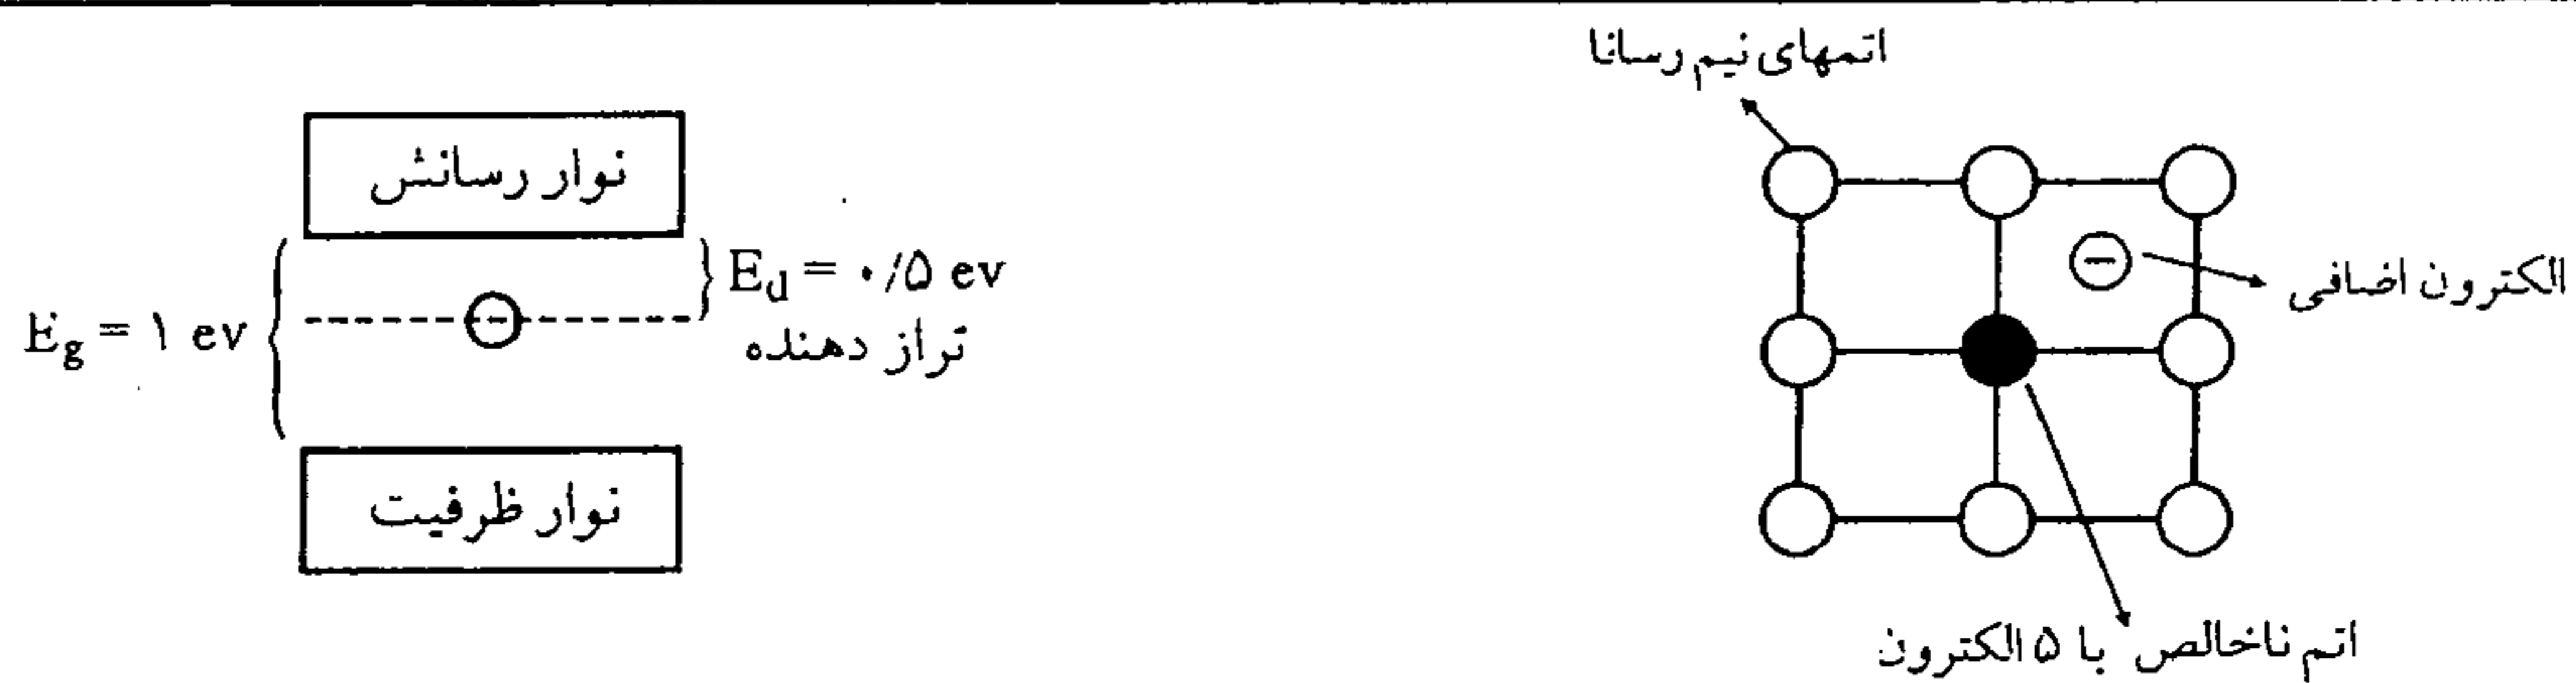 اتمهای نیم رسانا
نوار رسانش
E_d = ۰/۵ ev
تراز دهنده
E_g = ۱ ev
نوار ظرفیت
الکترون اضافی
اتم ناخالص با ۵ الکترون